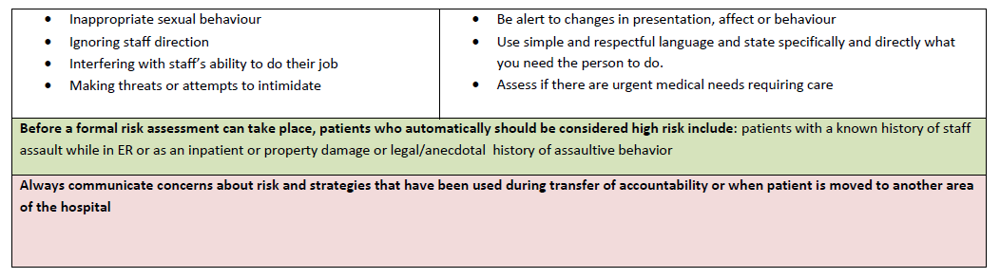 • Inappropriate sexual behaviour
• Ignoring staff direction
• Interfering with staff's ability to do their job
• Making threats or attempts to intimidate
• Be alert to changes in presentation, affect or behaviour
• Use simple and respectful language and state specifically and directly what
you need the person to do.
• Assess if there are urgent medical needs requiring care
Before a formal risk assessment can take place, patients who automatically should be considered high risk include: patients with a known history of staff
assault while in ER or as an inpatient or property damage or legal/anecdotal  history of assaultive behavior
Always communicate concerns about risk and strategies that have been used during transfer of accountability or when patient is moved to another area
of the hospital